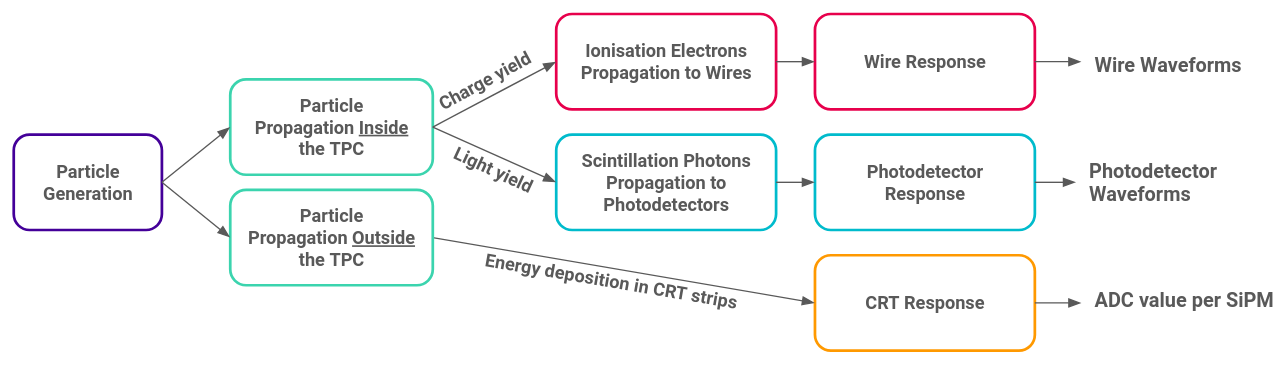 Particle
Generation
Particle
Propagation Inside
the TPC
Particle
Propagation Outside
the TPC
Charge yield
Light yield
Energy deposition in CRT strips
Ionisation Electrons
Propagation to Wires
Wire Response
Wire Waveforms
Scintillation Photons
Propagation to
Photodetectors
Photodetector
Response
Photodetector
Waveforms
CRT Response
ADC value per SiPM